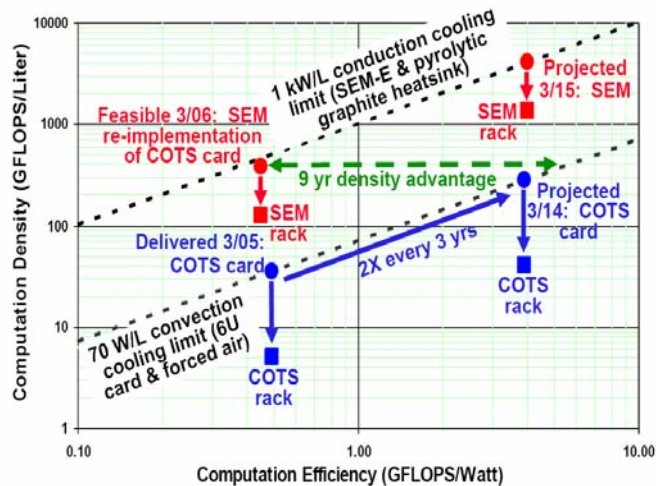 10000
1000
100
10
1
Computation Density (GFLOPS/Liter)
1 kW/L conduction cooling
limit (SEM-E & pyrolytic
graphite heatsink)
Projected
3/15: SEM
SEM
rack
Feasible 3/06: SEM
re-implementation
of COTS card
SEM
rack
9 yr density advantage
Delivered 3/05:
COTS card
2X every 3 yrs
Projected
3/14: COTS
card
COTS
rack
70 W/L convection
cooling limit (6U
card & forced air)
COTS
rack
0.10
1.00
10.00
Computation Efficiency (GFLOPS/Watt)